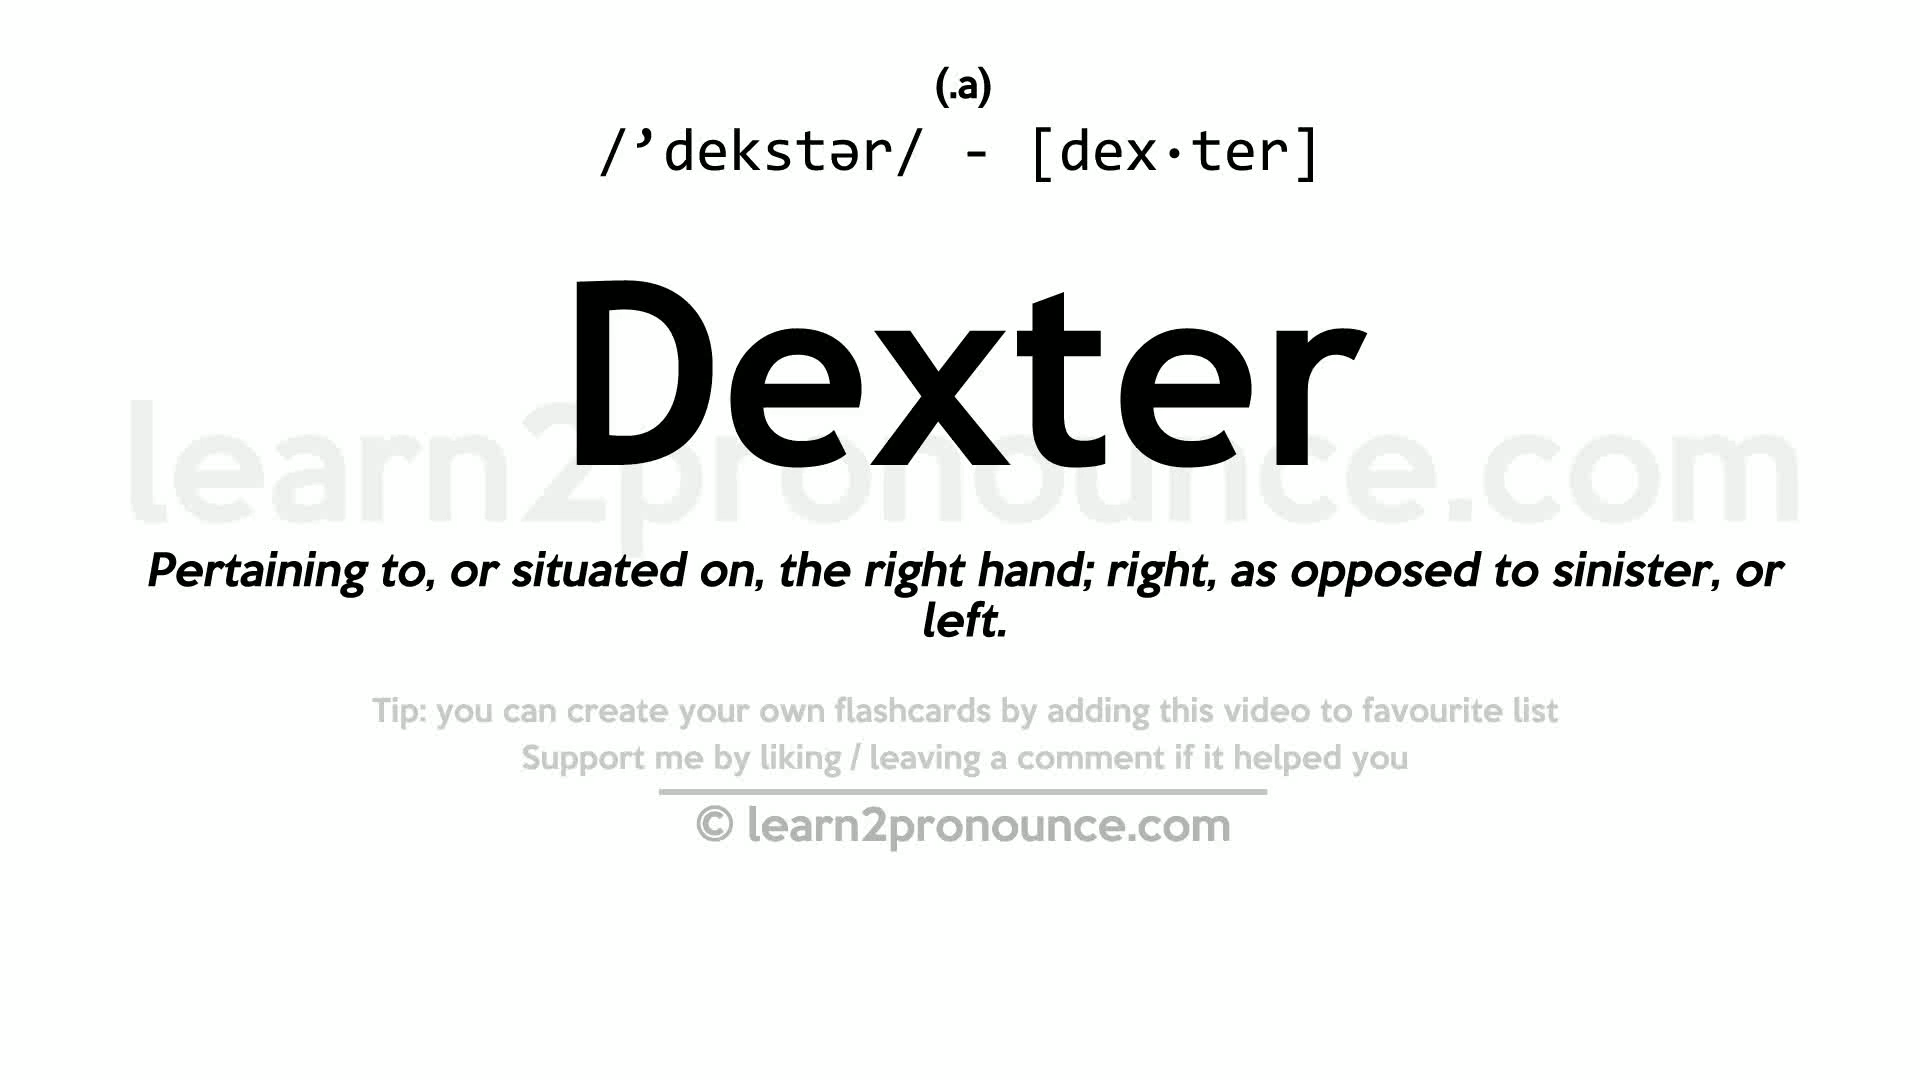 (.a)
/’dekstər/ - [dex·ter]
Dexter
learn2pronounce.com
Pertaining to, or situated on, the right hand; right, as opposed to sinister, or
left.
Tip: you can create your own flashcards by adding this video to favourite list
Support me by liking / leaving a comment if it helped you
© learn2pronounce.com